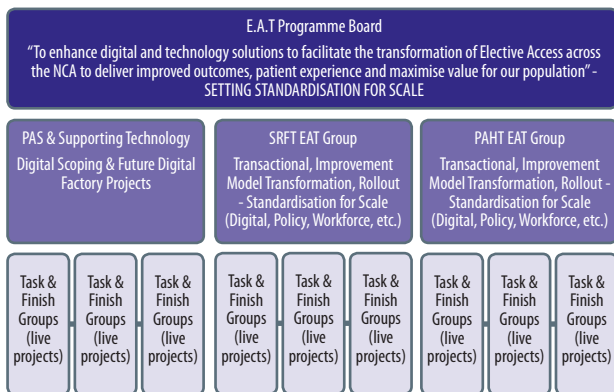 E.A.T Programme Board
“To enhance digital and technology solutions to facilitate the transformation of Elective Access across
the NCA to deliver improved outcomes, patient experience and maximise value for our population” -
SETTING STANDARDISATION FOR SCALE
PAS & Supporting Technology
Digital Scoping & Future Digital
Factory Projects
SRFT EAT Group
Transactional, Improvement
Model Transformation, Rollout
- Standardisation for Scale
(Digital, Policy, Workforce, etc.)
PAHT EAT Group
Transactional, Improvement
Model Transformation, Rollout -
Standardisation for Scale
(Digital, Policy, Workforce, etc.)
Task &
Finish
Groups
(live
projects)
Task &
Finish
Groups
(live
projects)
Task &
Finish
Groups
(live
projects)
Task &
Finish
Groups
(live
projects)
Task &
Finish
Groups
(live
projects)
Task &
Finish
Groups
(live
projects)
Task &
Finish
Groups
(live
projects)
Task &
Finish
Groups
(live
projects)
Task &
Finish
Groups
(live
projects)